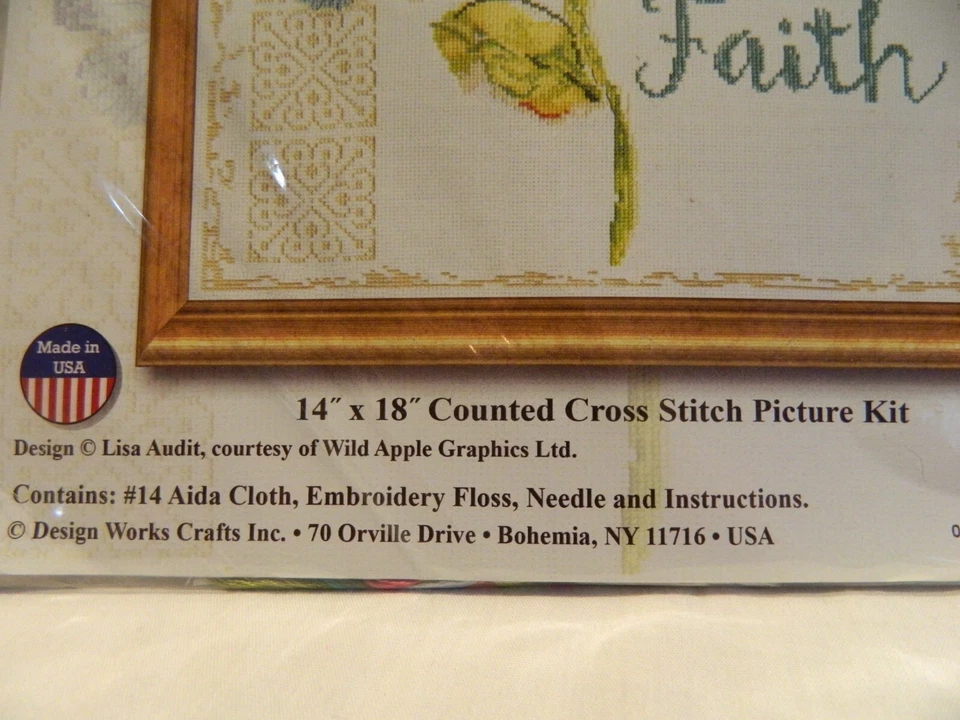 Faith
Made in
USA
14″ x 18″ Counted Cross Stitch Picture Kit
Design © Lisa Audit, courtesy of Wild Apple Graphics Ltd.
Contains: #14 Aida Cloth, Embroidery Floss, Needle and Instructions.
© Design Works Crafts Inc. • 70 Orville Drive • Bohemia, NY 11716 • USA